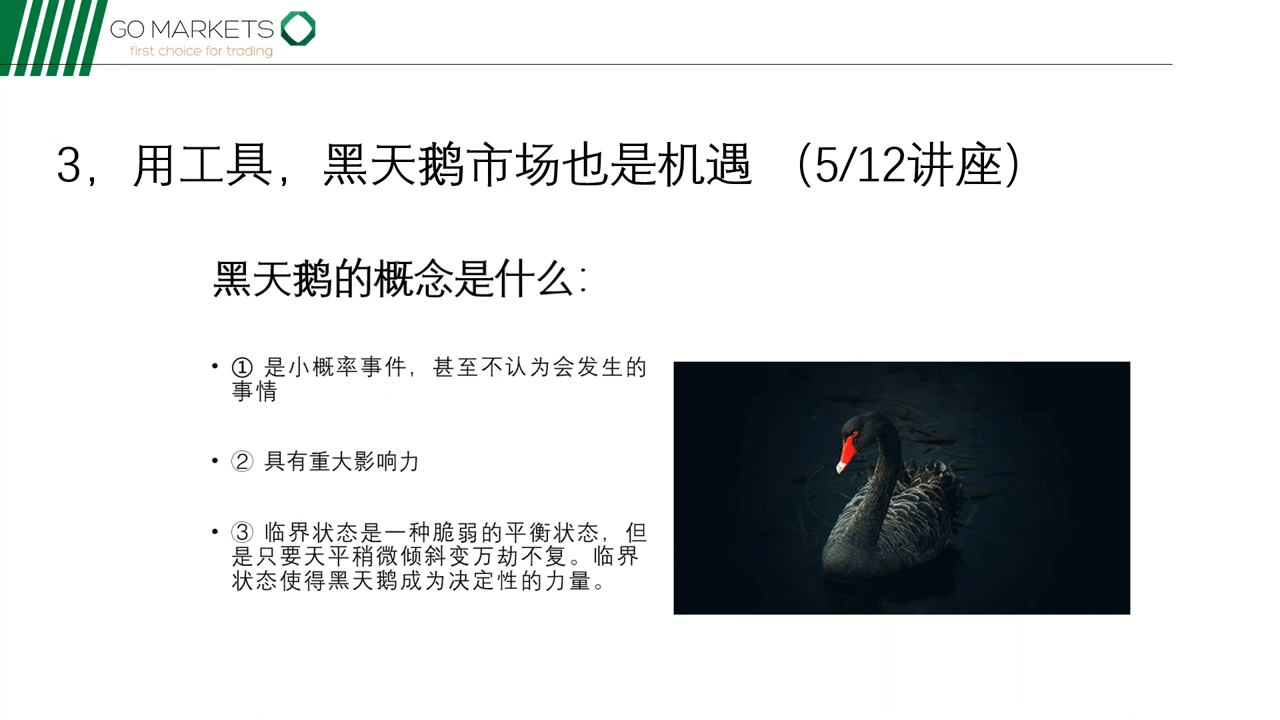 GO MARKETS
first choice for trading
3，用工具，黑天鹅市场也是机遇 （5/12讲座）
黑天鹅的概念是什么：
• ① 是小概率事件，甚至不认为会发生的
事情
• ② 具有重大影响力
• ③ 临界状态是一种脆弱的平衡状态，但
是只要天平稍微倾斜变万劫不复。临界
状态使得黑天鹅成为决定性的力量。